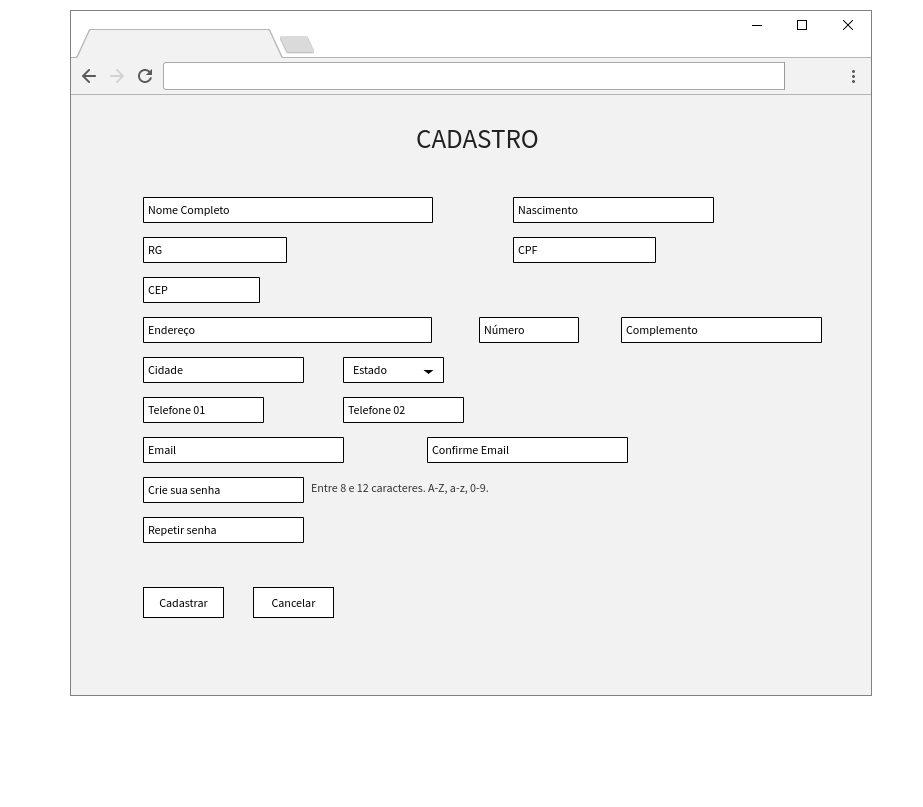 CADASTRO
Nome Completo
Nascimento
RG
CPF
CEP
Endereço
Número
Complemento
Cidade
Estado
Telefone 01
Telefone 02
Email
Confirme Email
Crie sua senha
Entre 8 e 12 caracteres. A-Z, a-z, 0-9.
Repetir senha
Cadastrar
Cancelar